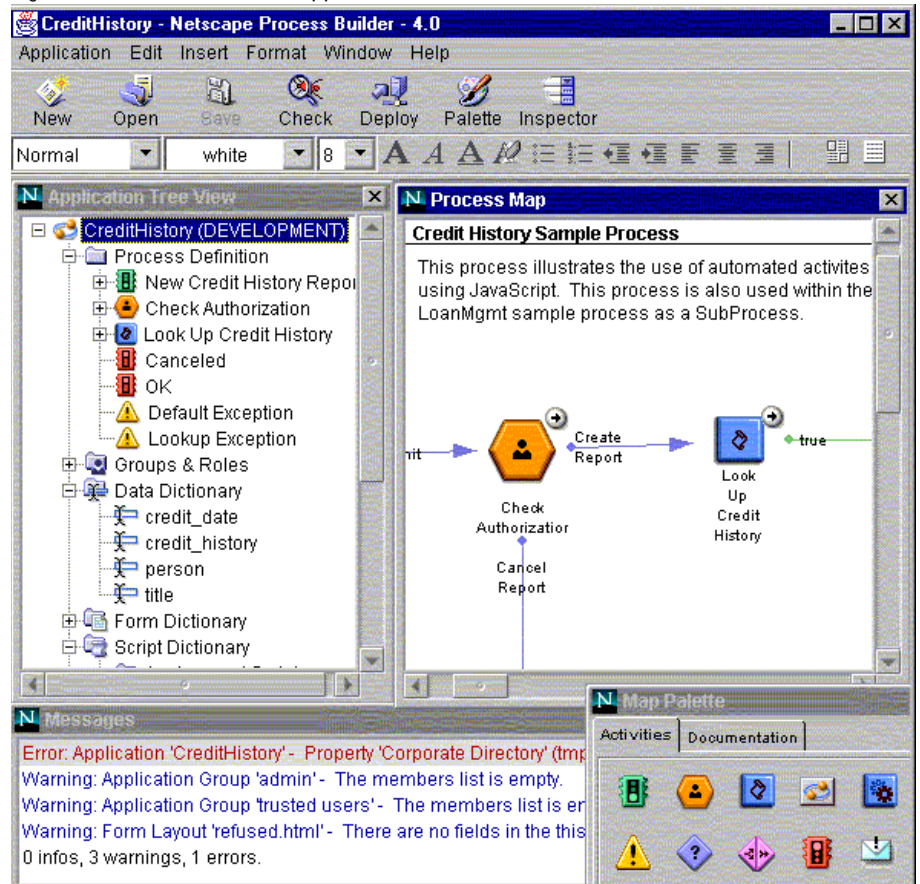 CreditHistory - Netscape Process Builder - 4.0
Application Edit Insert Format Window Help
New Open Save Check Deploy Palette Inspector
Normal white 8 A A A
N Application Tree View
CreditHistory (DEVELOPMENT)
Process Definition
New Credit History Repor
Check Authorization
Look Up Credit History
Canceled
OK
Default Exception
Lookup Exception
Groups & Roles
Data Dictionary
credit_date
credit_history
person
title
Form Dictionary
Script Dictionary
N Process Map
Credit History Sample Process
This process illustrates the use of automated activites
using JavaScript. This process is also used within the
LoanMgmt sample process as a SubProcess.
Create
Report
true
Check
Authorization
Look
Up
Credit
History
Cancel
Report
N Messages
Error: Application 'CreditHistory' - Property 'Corporate Directory' (tmp
Warning: Application Group 'admin' - The members list is empty.
Warning: Application Group 'trusted users' - The members list is em
Warning: Form Layout 'refused.html' - There are no fields in the this
0 infos, 3 warnings, 1 errors.
N Map Palette
Activities Documentation